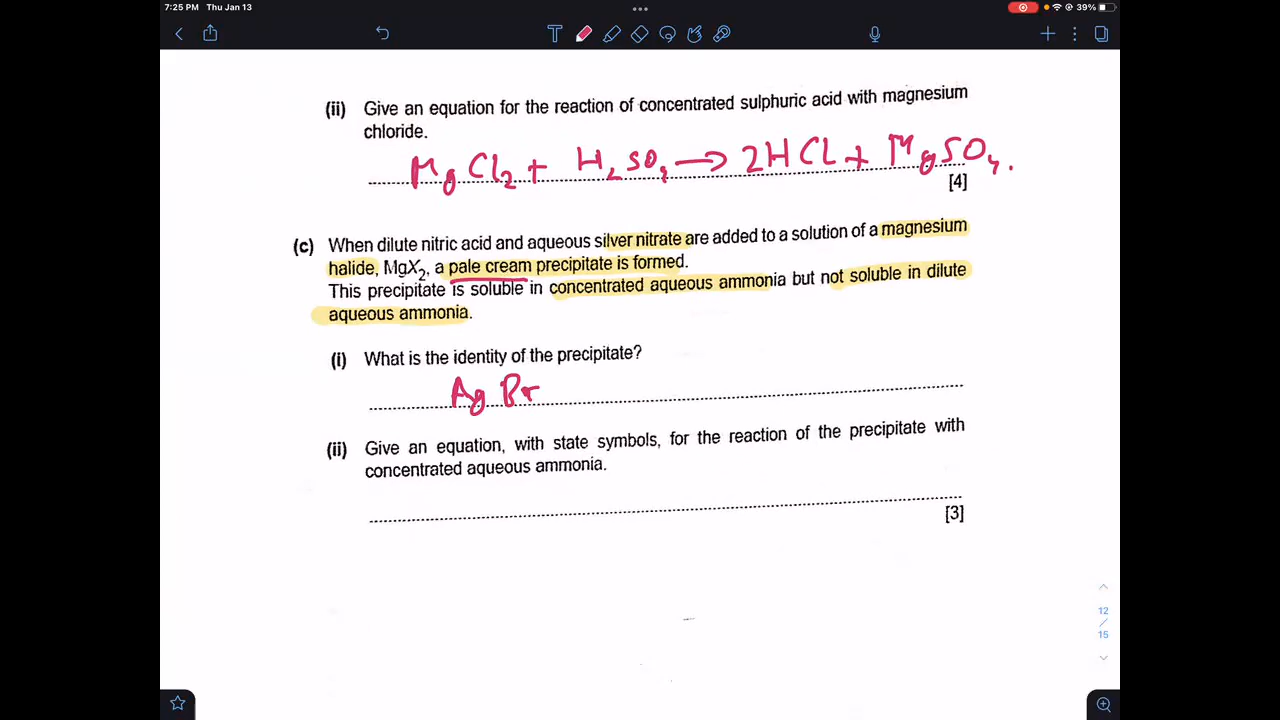 7:25 PM Thu Jan 13
39%
T
(ii) Give an equation for the reaction of concentrated sulphuric acid with magnesium
chloride.
MgCl₂ + H₂SO₄ → 2HCl + MgSO₄.
[4]
(c) When dilute nitric acid and aqueous silver nitrate are added to a solution of a magnesium
halide, MgX₂, a pale cream precipitate is formed.
This precipitate is soluble in concentrated aqueous ammonia but not soluble in dilute
aqueous ammonia.
(i) What is the identity of the precipitate?
AgBr
(ii) Give an equation, with state symbols, for the reaction of the precipitate with
concentrated aqueous ammonia.
[3]
12
/
15